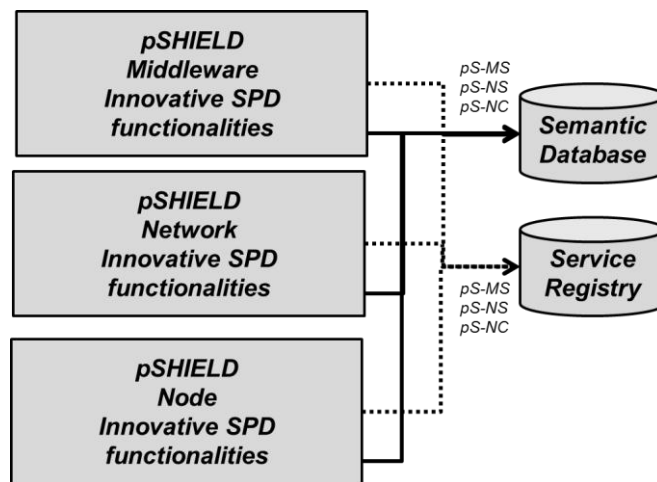 pSHIELD
Middleware
Innovative SPD
functionalities
pS-MS
pS-NS
pS-NC
Semantic
Database
pSHIELD
Network
Innovative SPD
functionalities
Service
Registry
pS-MS
pS-NS
pS-NC
pSHIELD
Node
Innovative SPD
functionalities